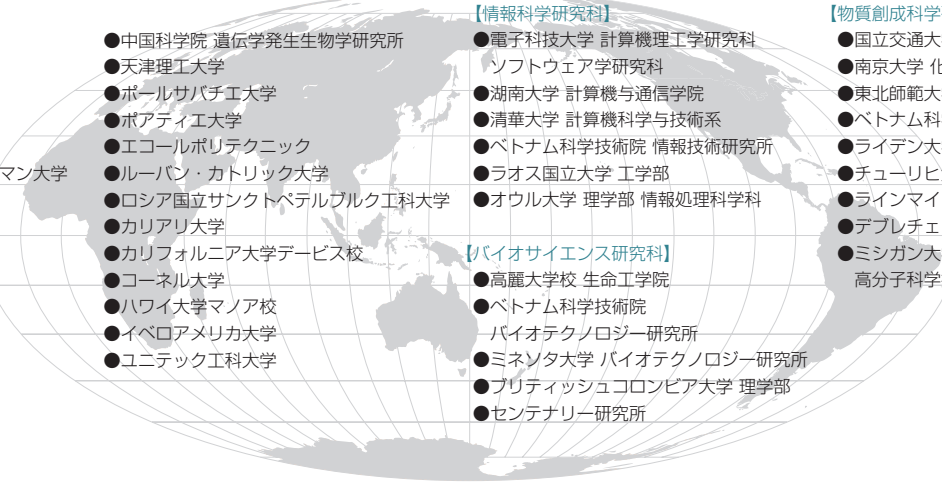 マン大学
●中国科学院 遺伝学発生生物学研究所
●天津理工大学
●ポールサバチエ大学
●ポアティエ大学
●エコールポリテクニック
●ルーバン・カトリック大学
●ロシア国立サンクトペテルブルク工科大学
●カリアリ大学
●カリフォルニア大学デービス校
●コーネル大学
●ハワイ大学マノア校
●イベロアメリカ大学
●ユニテック工科大学
【情報科学研究科】
●電子科技大学 計算機理工学研究科
ソフトウェア学研究科
●湖南大学 計算機与通信学院
●清華大学 計算機科学与技術系
●ベトナム科学技術院 情報技術研究所
●ラオス国立大学 工学部
●オウル大学 理学部 情報処理科学科
【バイオサイエンス研究科】
●高麗大学校 生命工学院
●ベトナム科学技術院
バイオテクノロジー研究所
●ミネソタ大学 バイオテクノロジー研究所
●ブリティッシュコロンビア大学 理学部
●センテナリー研究所
【物質創成科学
●国立交通大
●南京大学 
●東北師範大
●ベトナム科
●ライデン大
●チューリヒ
●ラインマイ
●デブレチェ
●ミシガン大
高分子科学